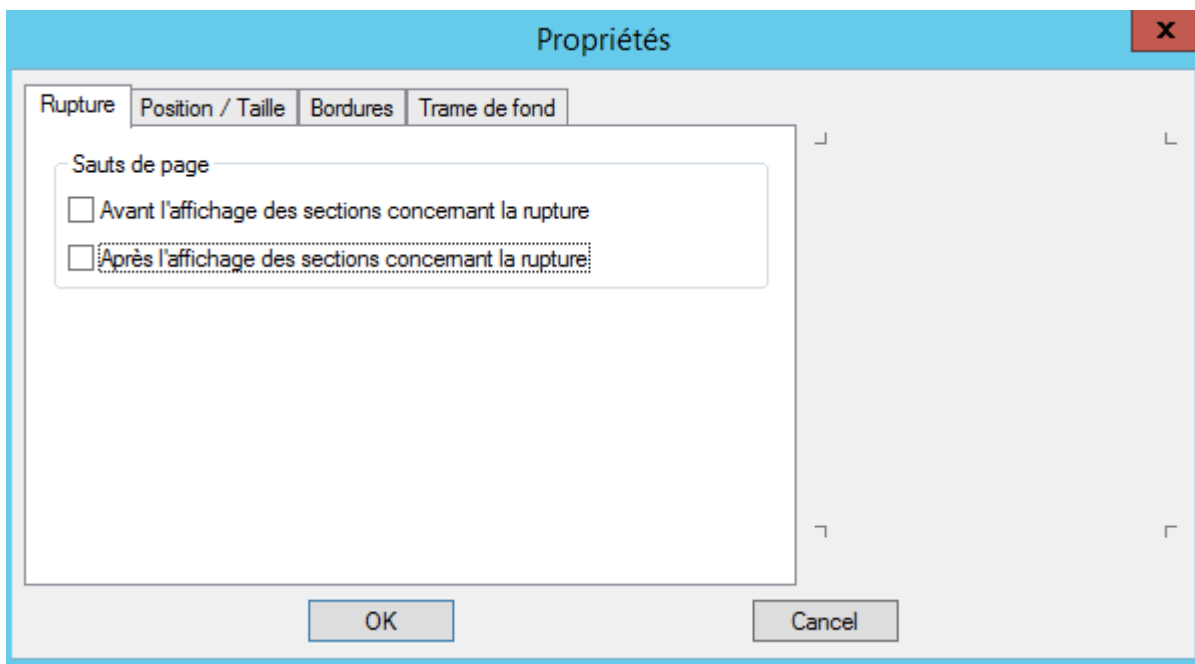 Propriétés
x
Rupture
Position / Taille
Bordures
Trame de fond
Sauts de page
Avant l'affichage des sections concernant la rupture
Après l'affichage des sections concernant la rupture
OK
Cancel